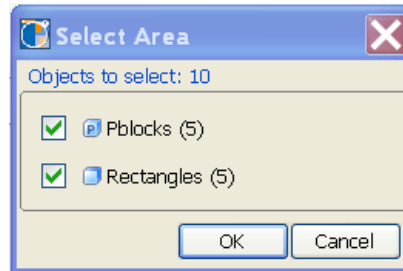 Select Area
Objects to select: 10
P Pblocks (5)
Rectangles (5)
OK Cancel